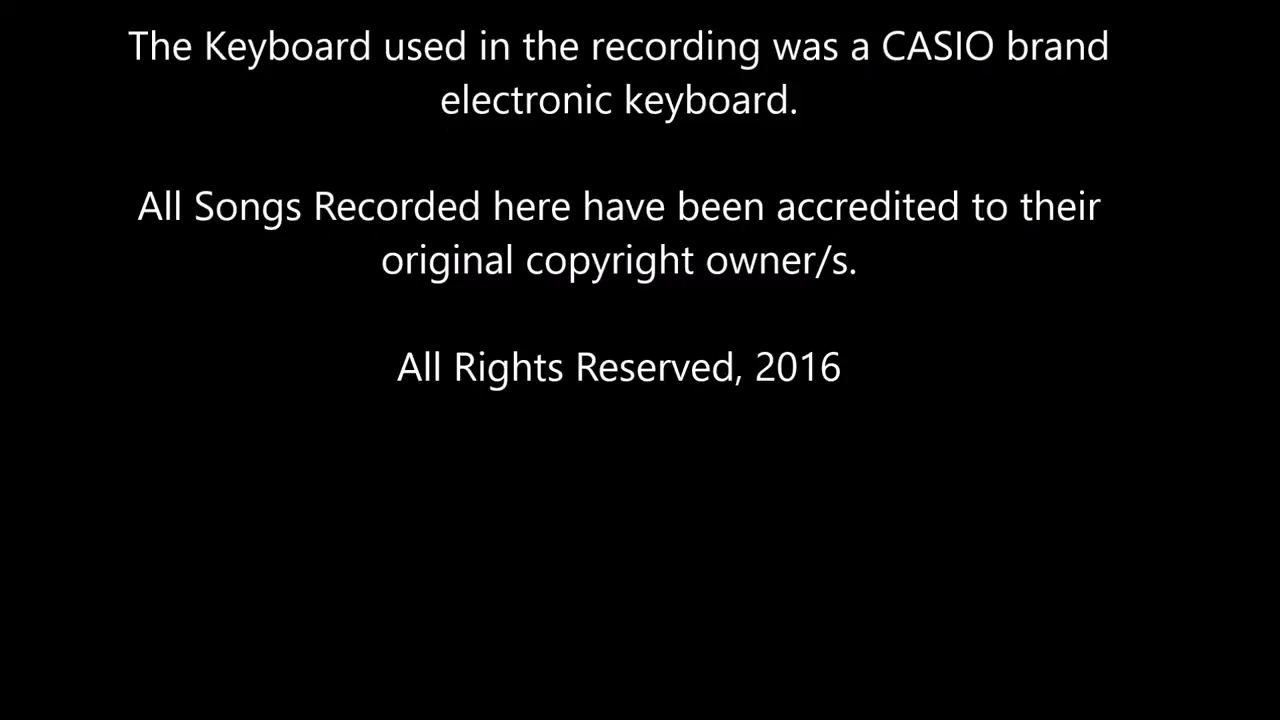 The Keyboard used in the recording was a CASIO brand
electronic keyboard.
All Songs Recorded here have been accredited to their
original copyright owner/s.
All Rights Reserved, 2016